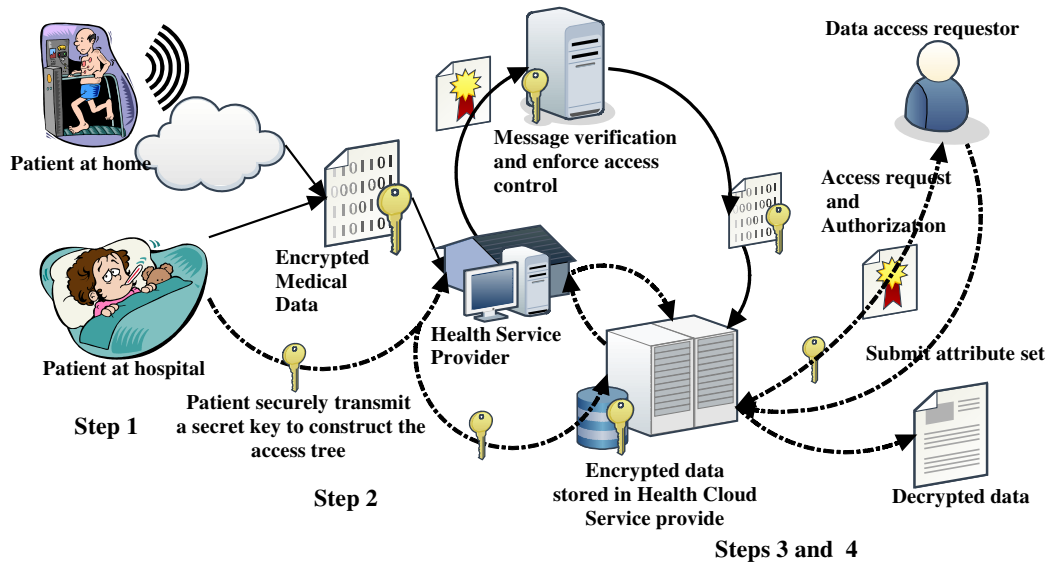 Data access requestor
Patient at home
Message verification
and enforce access
control
Access request
and
Authorization
Encrypted
Medical
Data
Health Service
Provider
Patient at hospital
Submit attribute set
Step 1
Patient securely transmit
a secret key to construct the
access tree
Step 2
Encrypted data
stored in Health Cloud
Service provide
Decrypted data
Steps 3 and 4